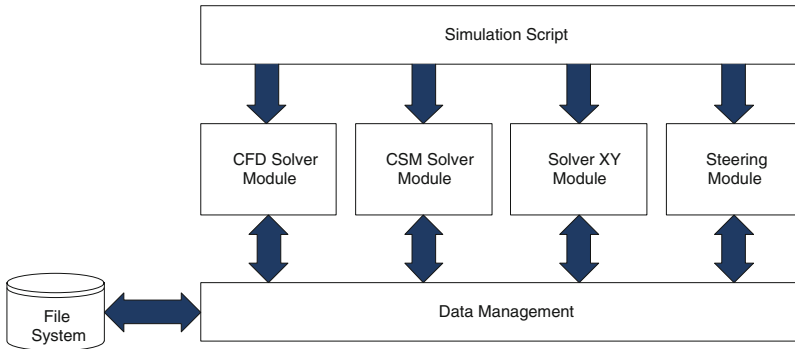 Simulation Script
CFD Solver
Module
CSM Solver
Module
Solver XY
Module
Steering
Module
File
System
Data Management